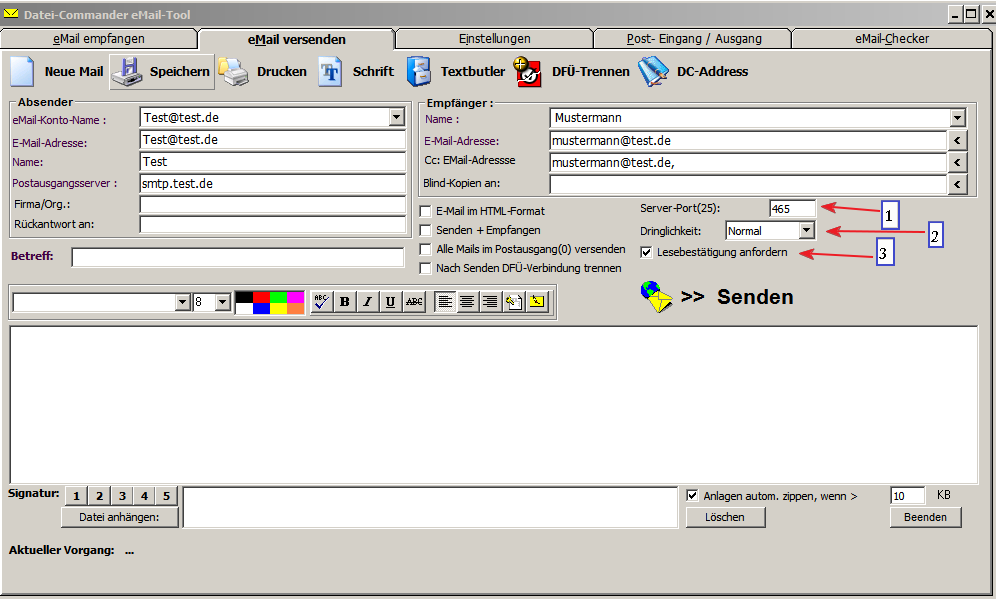 Datei-Commander eMail-Tool
eMail empfangen eMail versenden Einstellungen Post- Eingang / Ausgang eMail-Checker
Neue Mail Speichern Drucken Schrift Textbutler DFÜ-Trennen DC-Address
Absender
eMail-Konto-Name : Test@test.de
E-Mail-Adresse: Test@test.de
Name: Test
Postausgangsserver : smtp.test.de
Firma/Org.:
Rückantwort an:
Betreff:
Empfänger :
Name : Mustermann
E-Mail-Adresse: mustermann@test.de <
Cc: EMail-Adressse mustermann@test.de, <
Blind-Kopien an: <
E-Mail im HTML-Format
Senden + Empfangen
Alle Mails im Postausgang(0) versenden
Nach Senden DFÜ-Verbindung trennen
Server-Port(25): 465 1
Dringlichkeit: Normal 2
Lesebestätigung anfordern 3
>> Senden
8 ABC B I U ABC
Signatur: 1 2 3 4 5
Datei anhängen:
Anlagen autom. zippen, wenn > 10 KB
Löschen Beenden
Aktueller Vorgang: ...